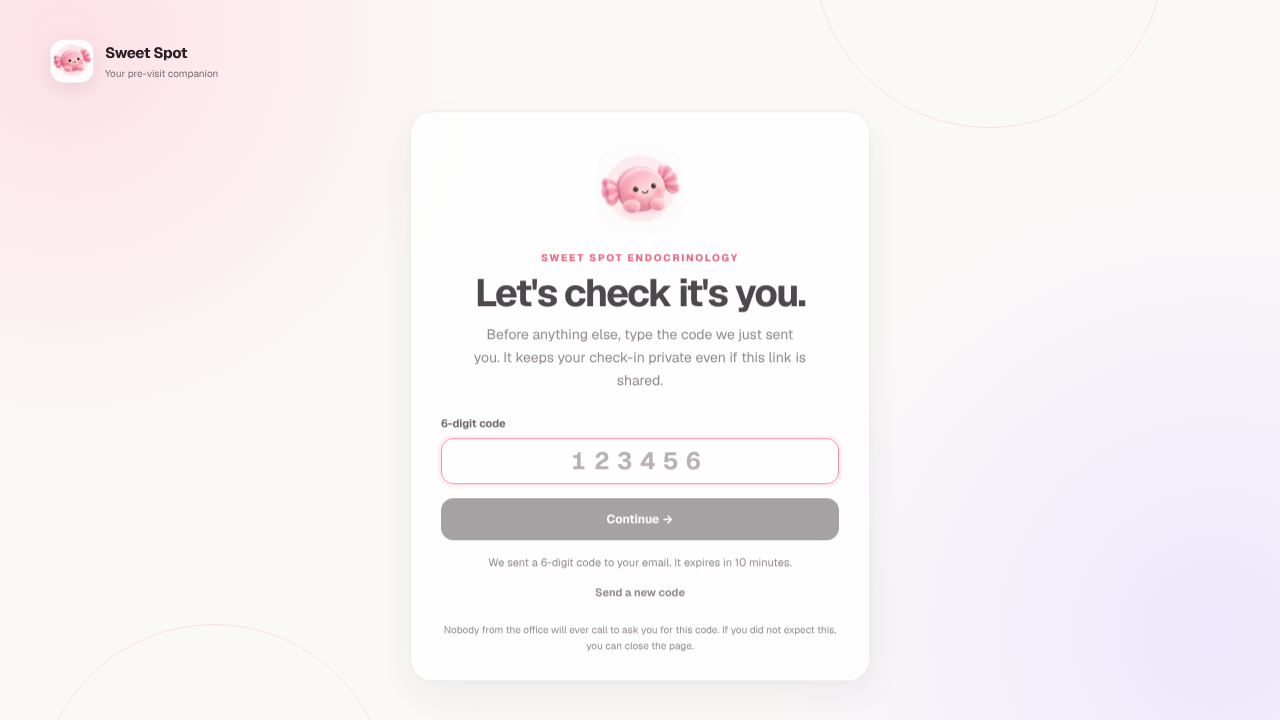 Sweet Spot
Your pre-visit companion
SWEET SPOT ENDOCRINOLOGY
Let's check it's you.
Before anything else, type the code we just sent
you. It keeps your check-in private even if this link is
shared.
6-digit code
123456
Continue →
We sent a 6-digit code to your email. It expires in 10 minutes.
Send a new code
Nobody from the office will ever call to ask you for this code. If you did not expect this,
you can close the page.